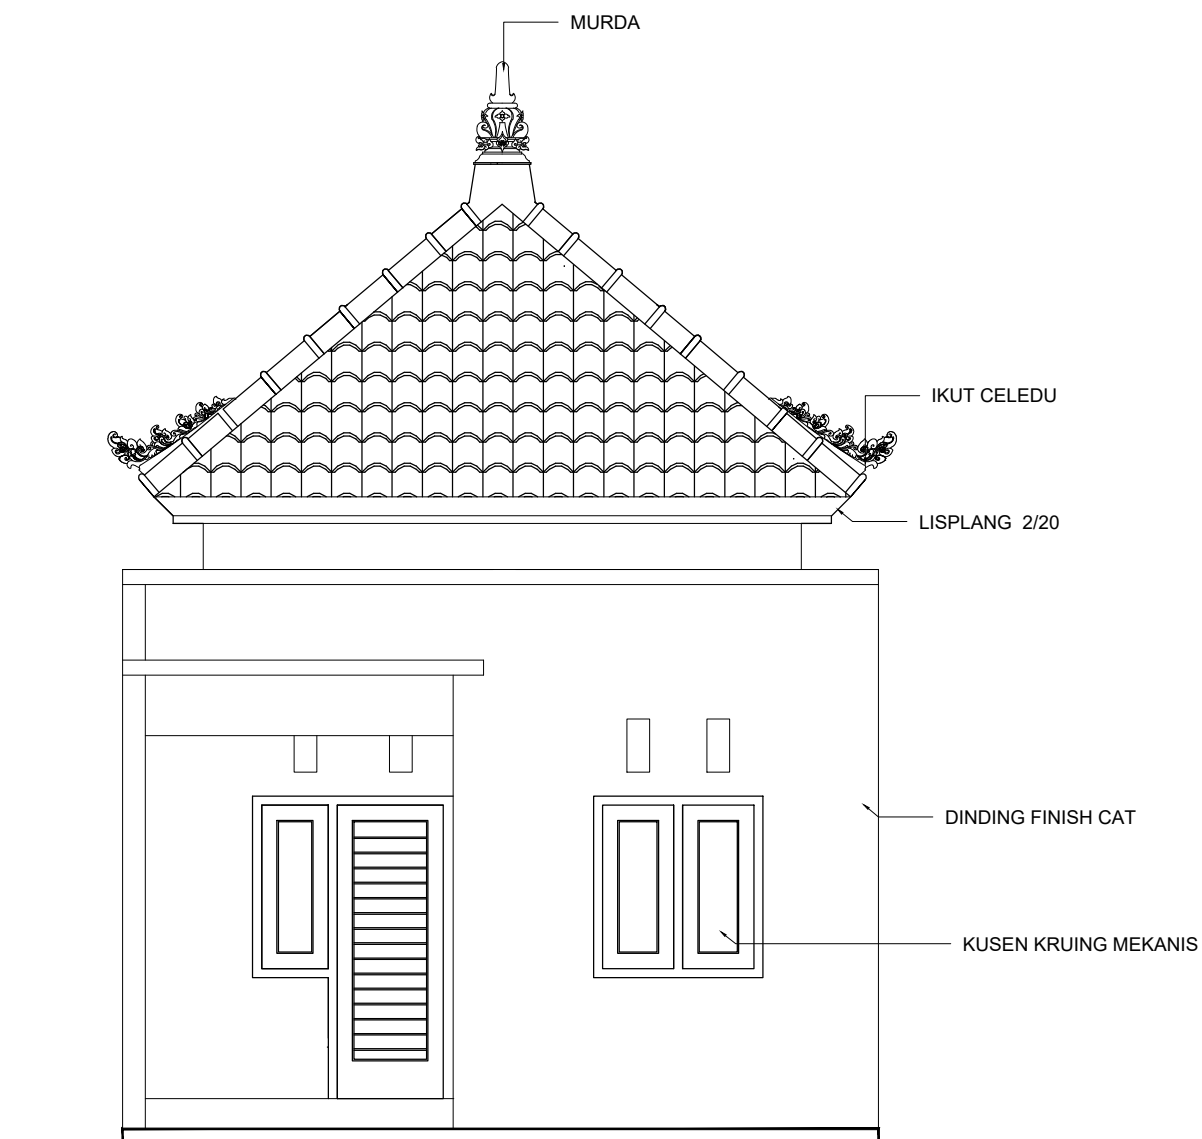 MURDA
IKUT CELEDU
LISPLANG  2/20
DINDING FINISH CAT
KUSEN KRUING MEKANIS